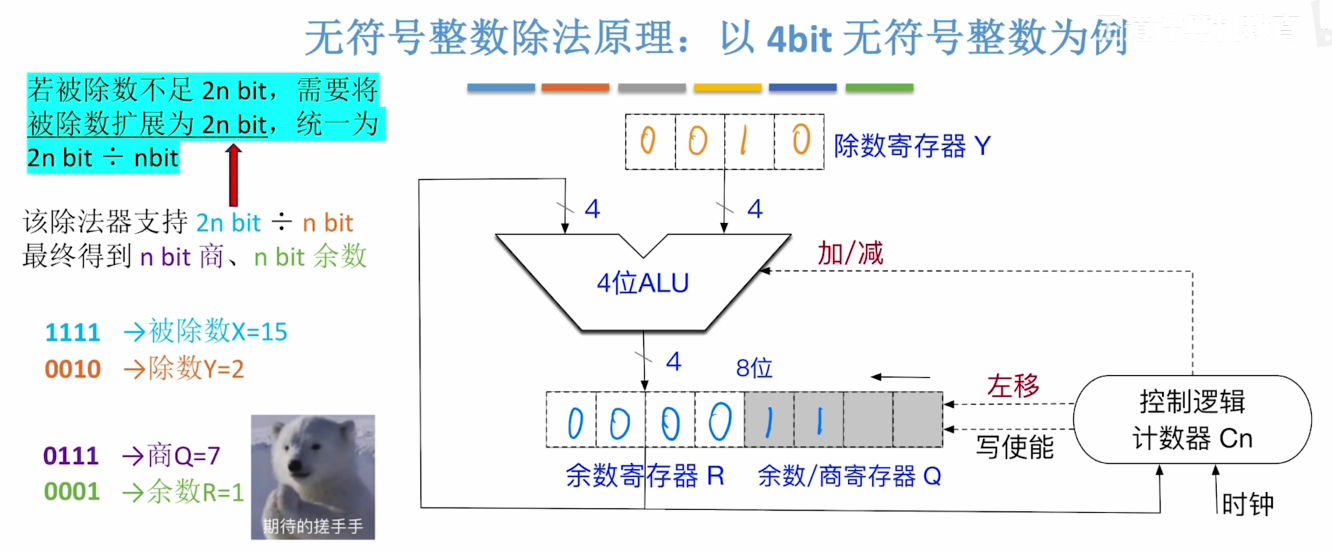 无符号整数除法原理：以 4bit 无符号整数为例
若被除数不足 2n bit，需要将
被除数扩展为 2n bit，统一为
2n bit ÷ nbit
该除法器支持 2n bit ÷ n bit
最终得到 n bit 商、n bit 余数
1111 →被除数X=15
0010 →除数Y=2
0111 →商Q=7
0001 →余数R=1
期待的搓手手
0 0 1 0
除数寄存器 Y
4
4
加/减
4位ALU
4
8位
0 0 0 0 1 1
左移
写使能
控制逻辑
计数器 Cn
余数寄存器 R
余数/商寄存器 Q
时钟